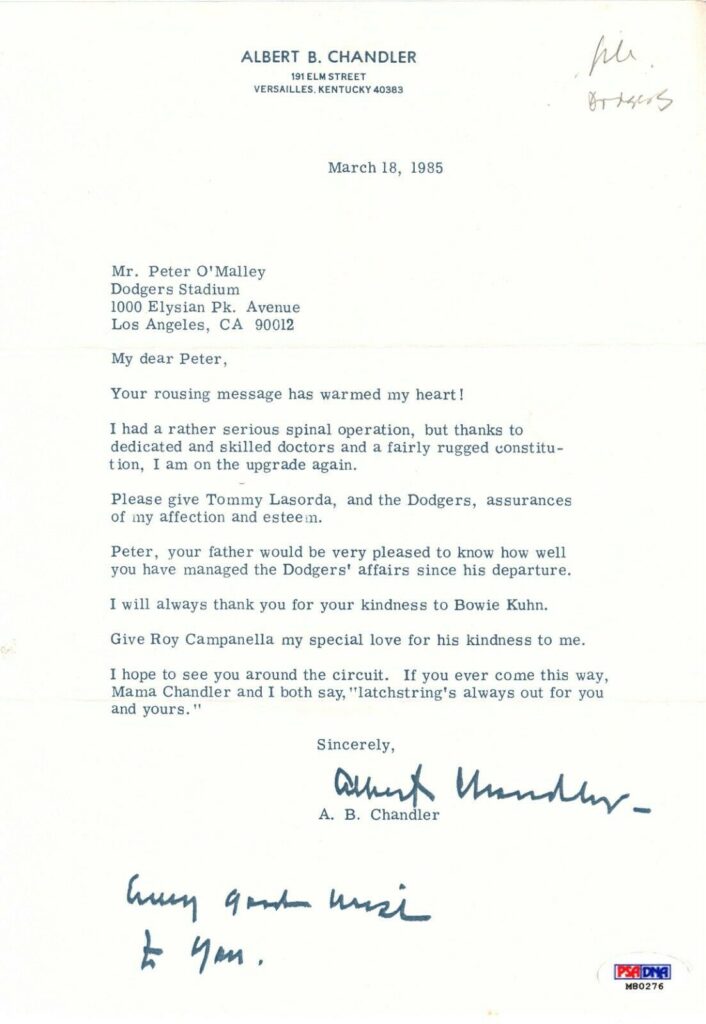 ALBERT B. CHANDLER
191 ELM STREET
VERSAILLES, KENTUCKY 40383
file.
Dodgers
March 18, 1985
Mr. Peter O'Malley
Dodgers Stadium
1000 Elysian Pk. Avenue
Los Angeles, CA 90012
My dear Peter,
Your rousing message has warmed my heart!
I had a rather serious spinal operation, but thanks to
dedicated and skilled doctors and a fairly rugged constitu-
tion, I am on the upgrade again.
Please give Tommy Lasorda, and the Dodgers, assurances
of my affection and esteem.
Peter, your father would be very pleased to know how well
you have managed the Dodgers' affairs since his departure.
I will always thank you for your kindness to Bowie Kuhn.
Give Roy Campanella my special love for his kindness to me.
I hope to see you around the circuit. If you ever come this way,
Mama Chandler and I both say,"latchstring's always out for you
and yours."
Sincerely,
Albert Chandler
A. B. Chandler
Every good wish
to you.
PSA DNA
M80276